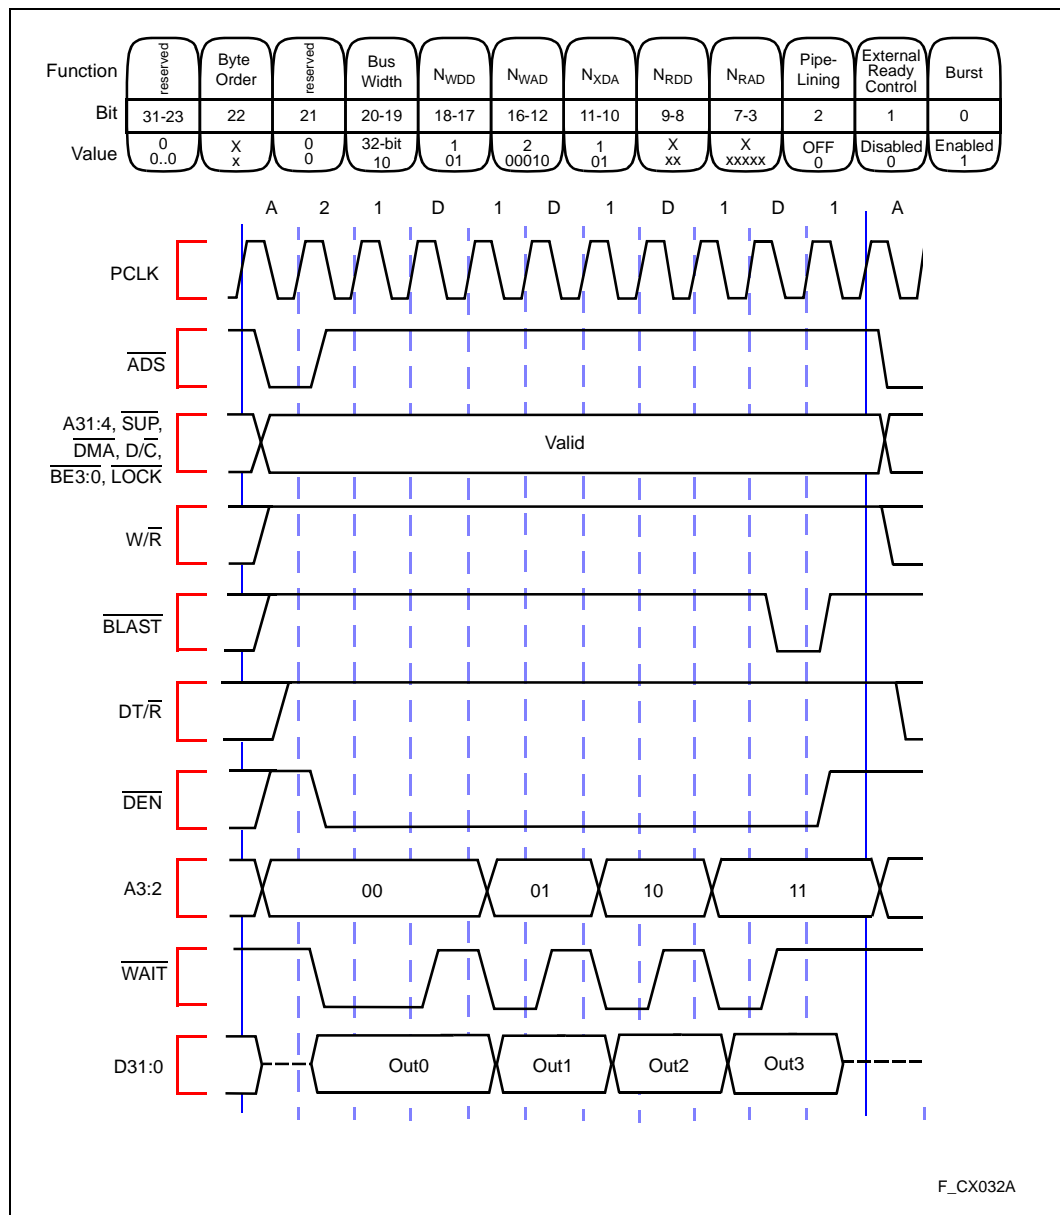 Function reserved Byte Order reserved Bus Width NWDD NWAD NXDA NRDD NRAD Pipe-Lining External Ready Control Burst
Bit 31-23 22 21 20-19 18-17 16-12 11-10 9-8 7-3 2 1 0
Value 0 0..0 X x 0 0 32-bit 10 1 01 2 00010 1 01 X xx X xxxxx OFF 0 Disabled 0 Enabled 1
A 2 1 D 1 D 1 D 1 D 1 A
PCLK
ADS
A31:4, SUP,
DMA, D/C,
BE3:0, LOCK
Valid
W/R
BLAST
DT/R
DEN
A3:2 00 01 10 11
WAIT
D31:0 Out0 Out1 Out2 Out3
F_CX032A